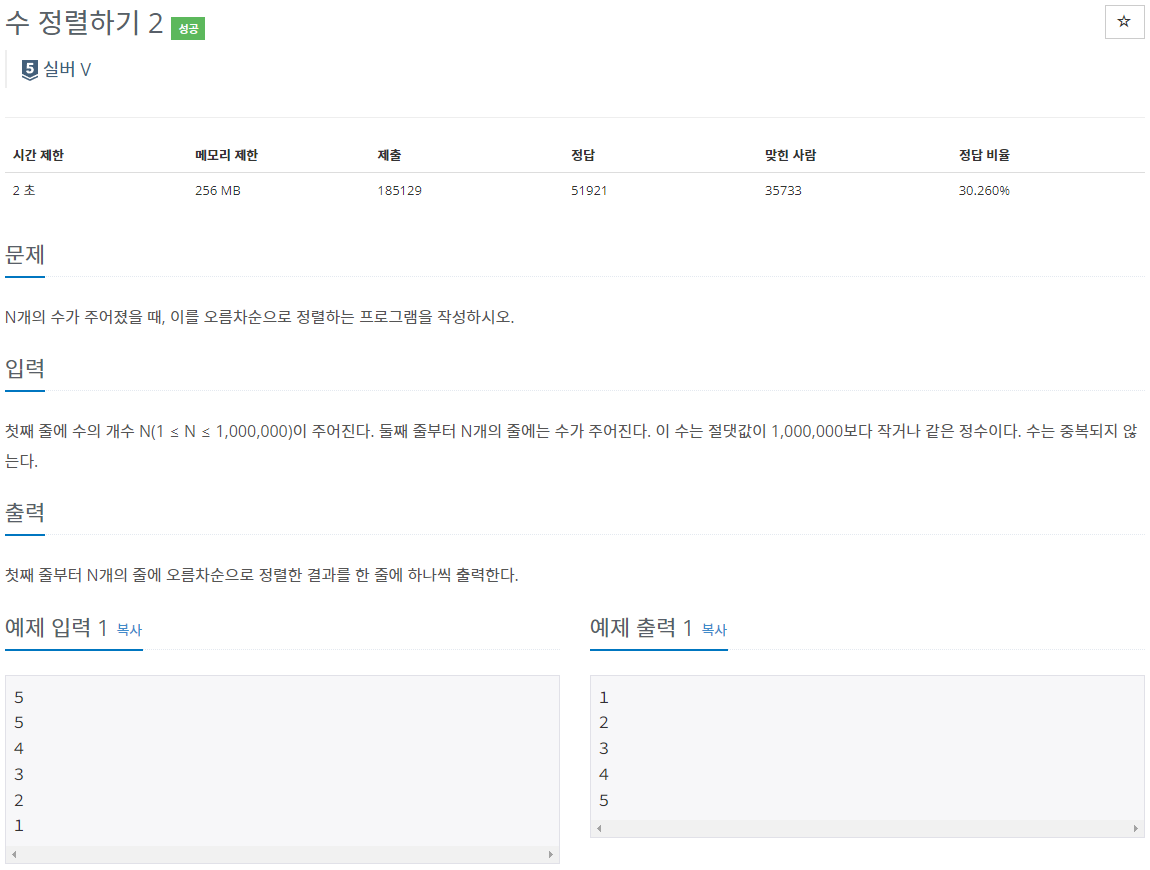 수 정렬하기 2 성공
☆
5 실버 V
시간 제한 메모리 제한 제출 정답 맞힌 사람 정답 비율
2 초 256 MB 185129 51921 35733 30.260%
문제
N개의 수가 주어졌을 때, 이를 오름차순으로 정렬하는 프로그램을 작성하시오.
입력
첫째 줄에 수의 개수 N(1 ≤ N ≤ 1,000,000)이 주어진다. 둘째 줄부터 N개의 줄에는 수가 주어진다. 이 수는 절댓값이 1,000,000보다 작거나 같은 정수이다. 수는 중복되지 않
는다.
출력
첫째 줄부터 N개의 줄에 오름차순으로 정렬한 결과를 한 줄에 하나씩 출력한다.
예제 입력 1 복사
5
5
4
3
2
1
예제 출력 1 복사
1
2
3
4
5